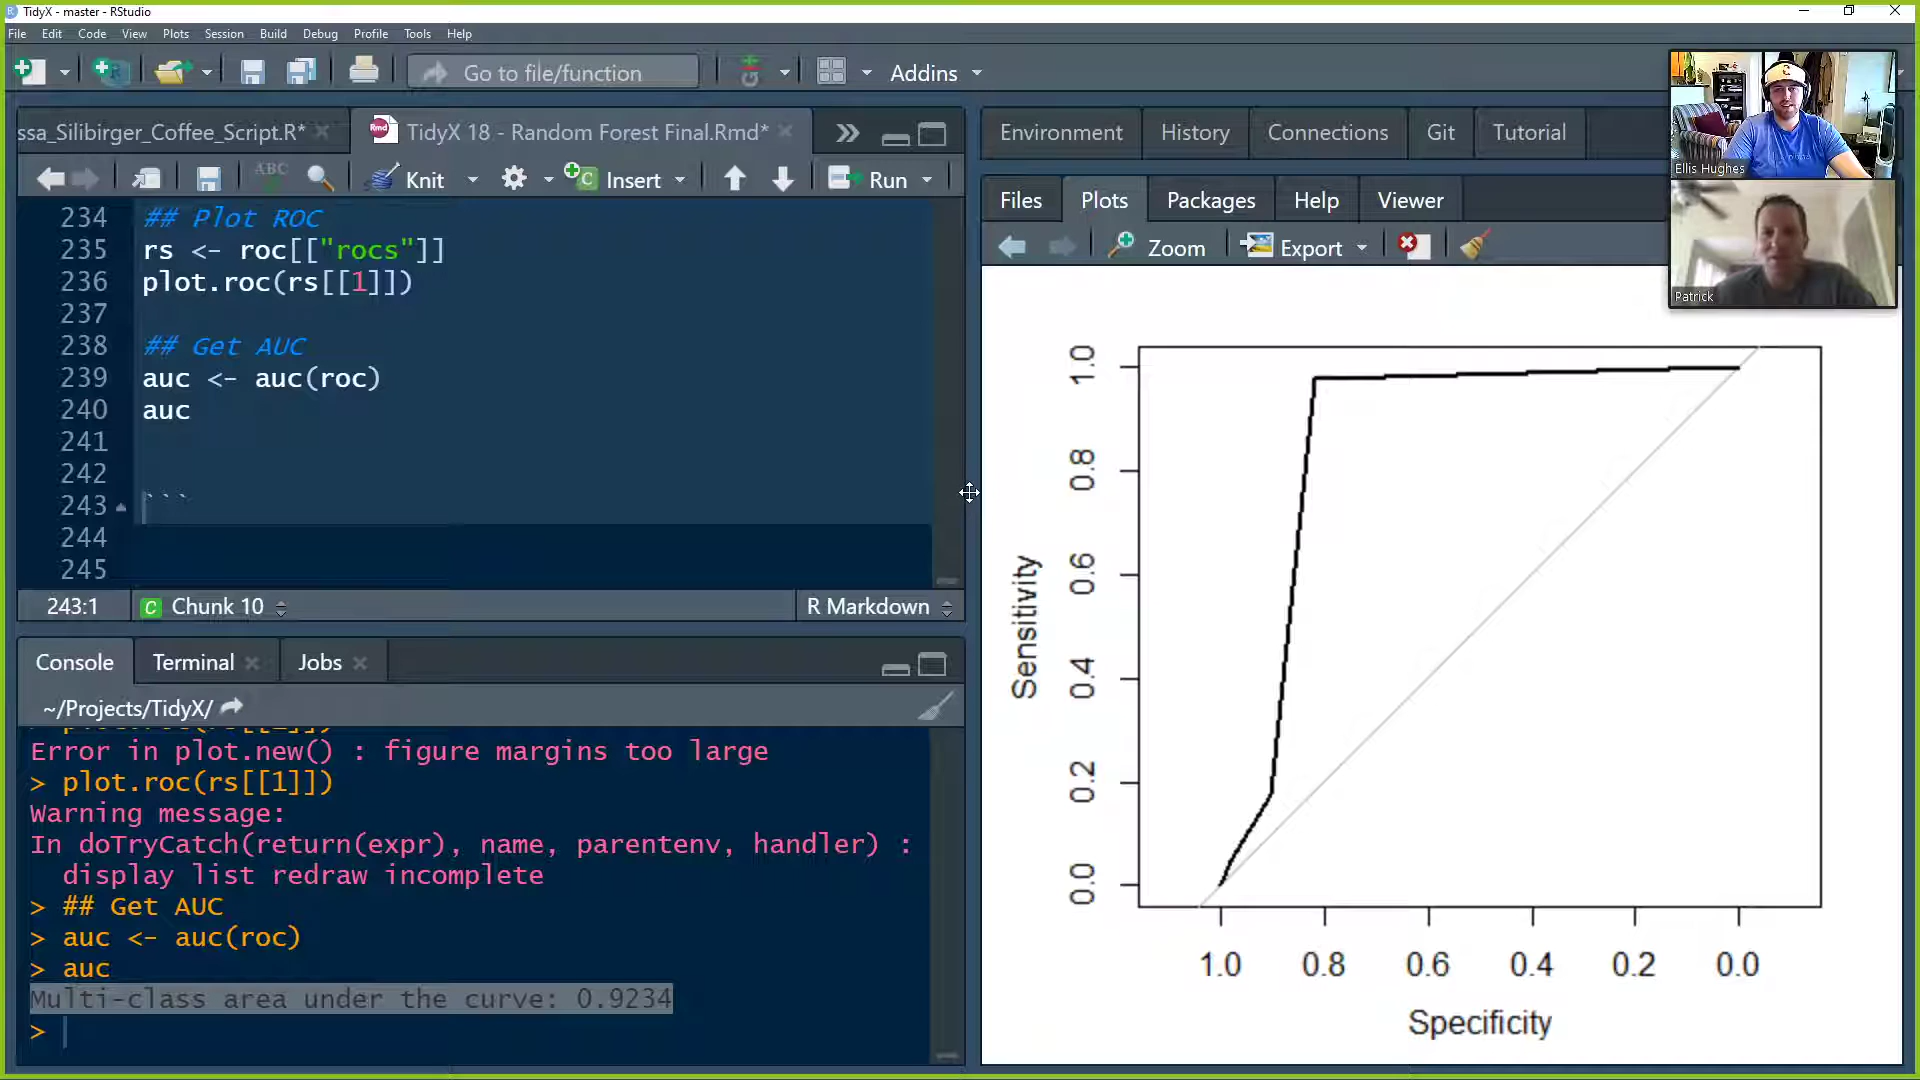 TidyX - master - RStudio
File Edit Code View Plots Session Build Debug Profile Tools Help
Go to file/function Addins
ssa_Silibirger_Coffee_Script.R* TidyX 18 - Random Forest Final.Rmd*
Knit Insert Run
234 ## Plot ROC
235 rs <- roc[["rocs"]]
236 plot.roc(rs[[1]])
237
238 ## Get AUC
239 auc <- auc(roc)
240 auc
241
242
243 ```
244
245
243:1 Chunk 10 R Markdown
Console Terminal Jobs
~/Projects/TidyX/
Error in plot.new() : figure margins too large
> plot.roc(rs[[1]])
Warning message:
In doTryCatch(return(expr), name, parentenv, handler) :
display list redraw incomplete
> ## Get AUC
> auc <- auc(roc)
> auc
Multi-class area under the curve: 0.9234
>
Environment History Connections Git Tutorial
Files Plots Packages Help Viewer
Zoom Export
Ellis Hughes
Patrick
1.0
0.8
0.6
0.4
0.2
0.0
Sensitivity
1.0 0.8 0.6 0.4 0.2 0.0
Specificity